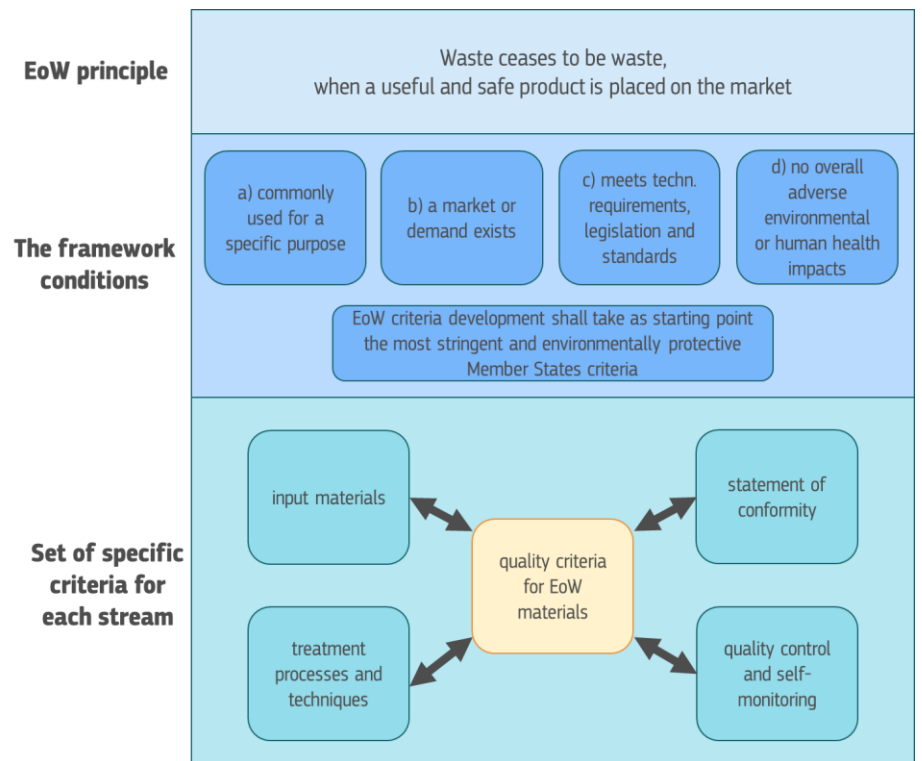 EoW principle
Waste ceases to be waste,
when a useful and safe product is placed on the market
The framework
conditions
a) commonly
used for a
specific purpose
b) a market or
demand exists
c) meets techn.
requirements,
legislation and
standards
d) no overall
adverse
environmental
or human health
impacts
EoW criteria development shall take as starting point
the most stringent and environmentally protective
Member States criteria
Set of specific
criteria for
each stream
input materials
statement of
conformity
quality criteria
for EoW
materials
treatment
processes and
techniques
quality control
and self-
monitoring